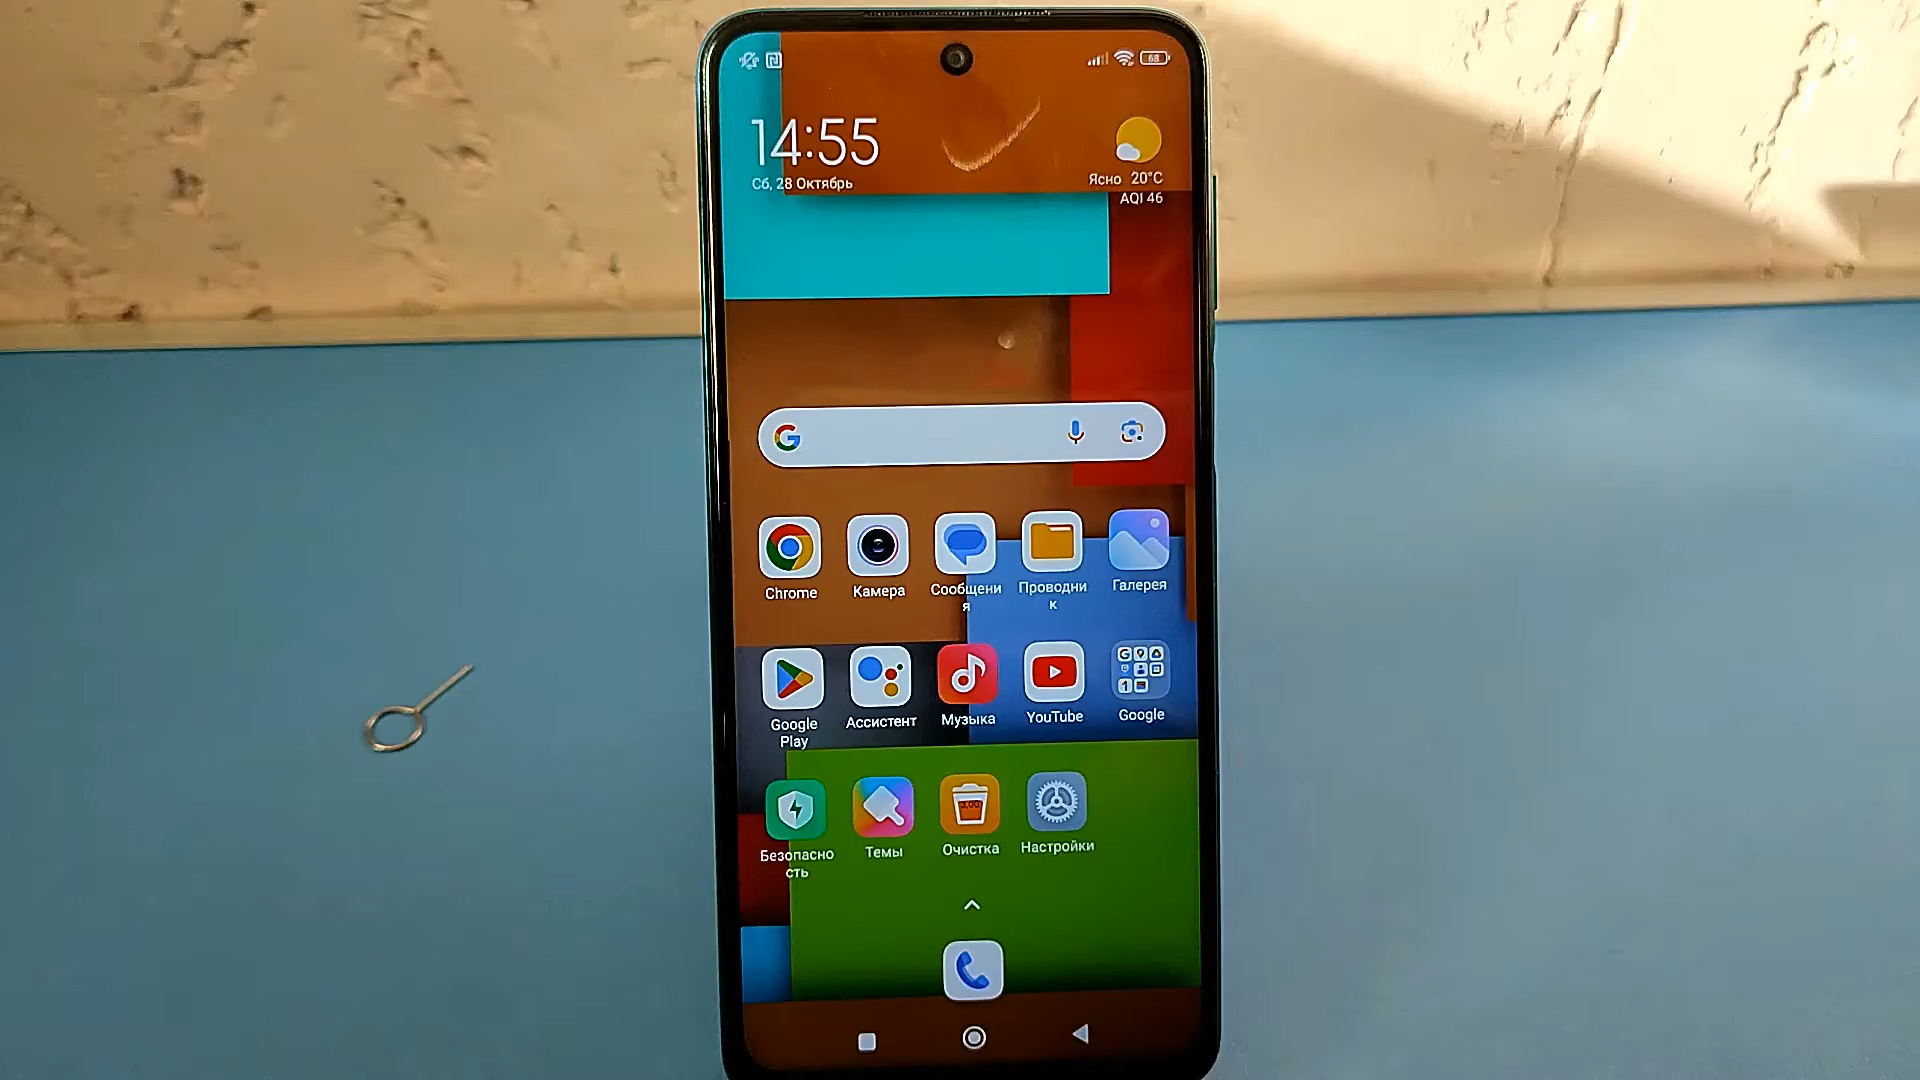 68
14:55
Сб, 28 Октябрь
Ясно 20°C
AQI 46
Chrome
Камера
Сообщени
я
Проводни
к
Галерея
Google
Play
Ассистент
Музыка
YouTube
Google
Безопасно
сть
Темы
Очистка
Настройки